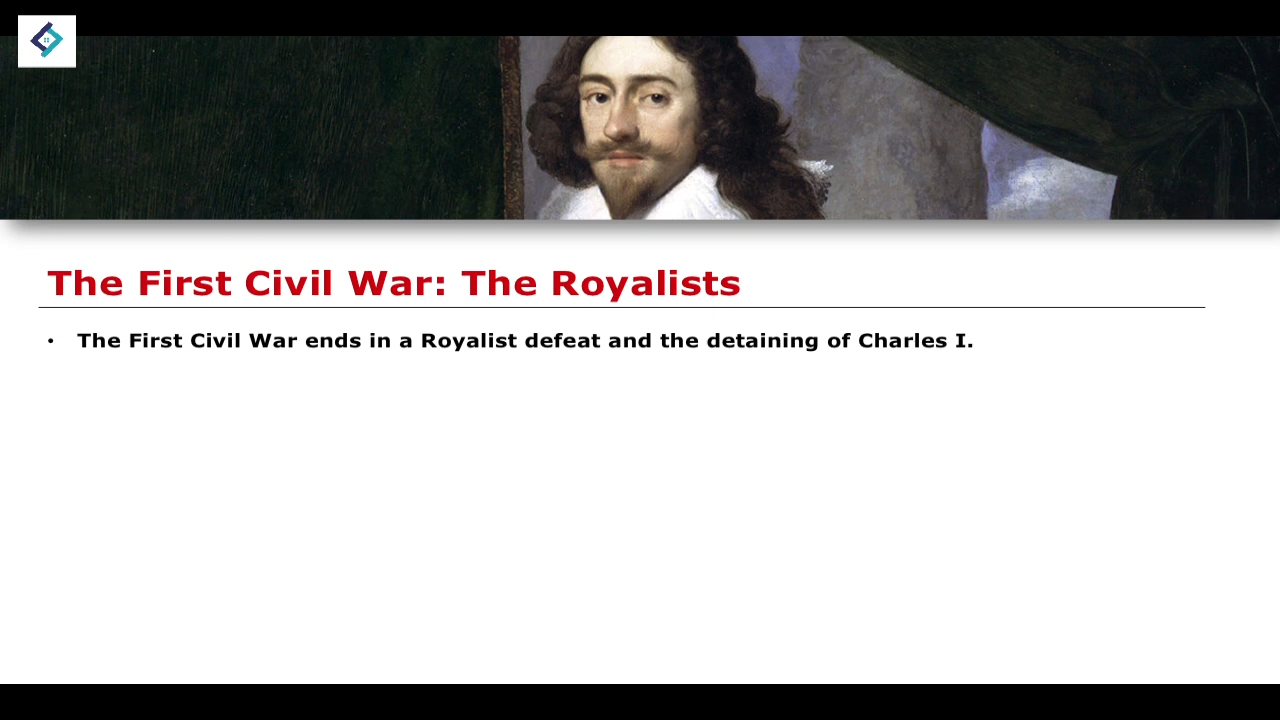 The First Civil War: The Royalists
• The First Civil War ends in a Royalist defeat and the detaining of Charles I.